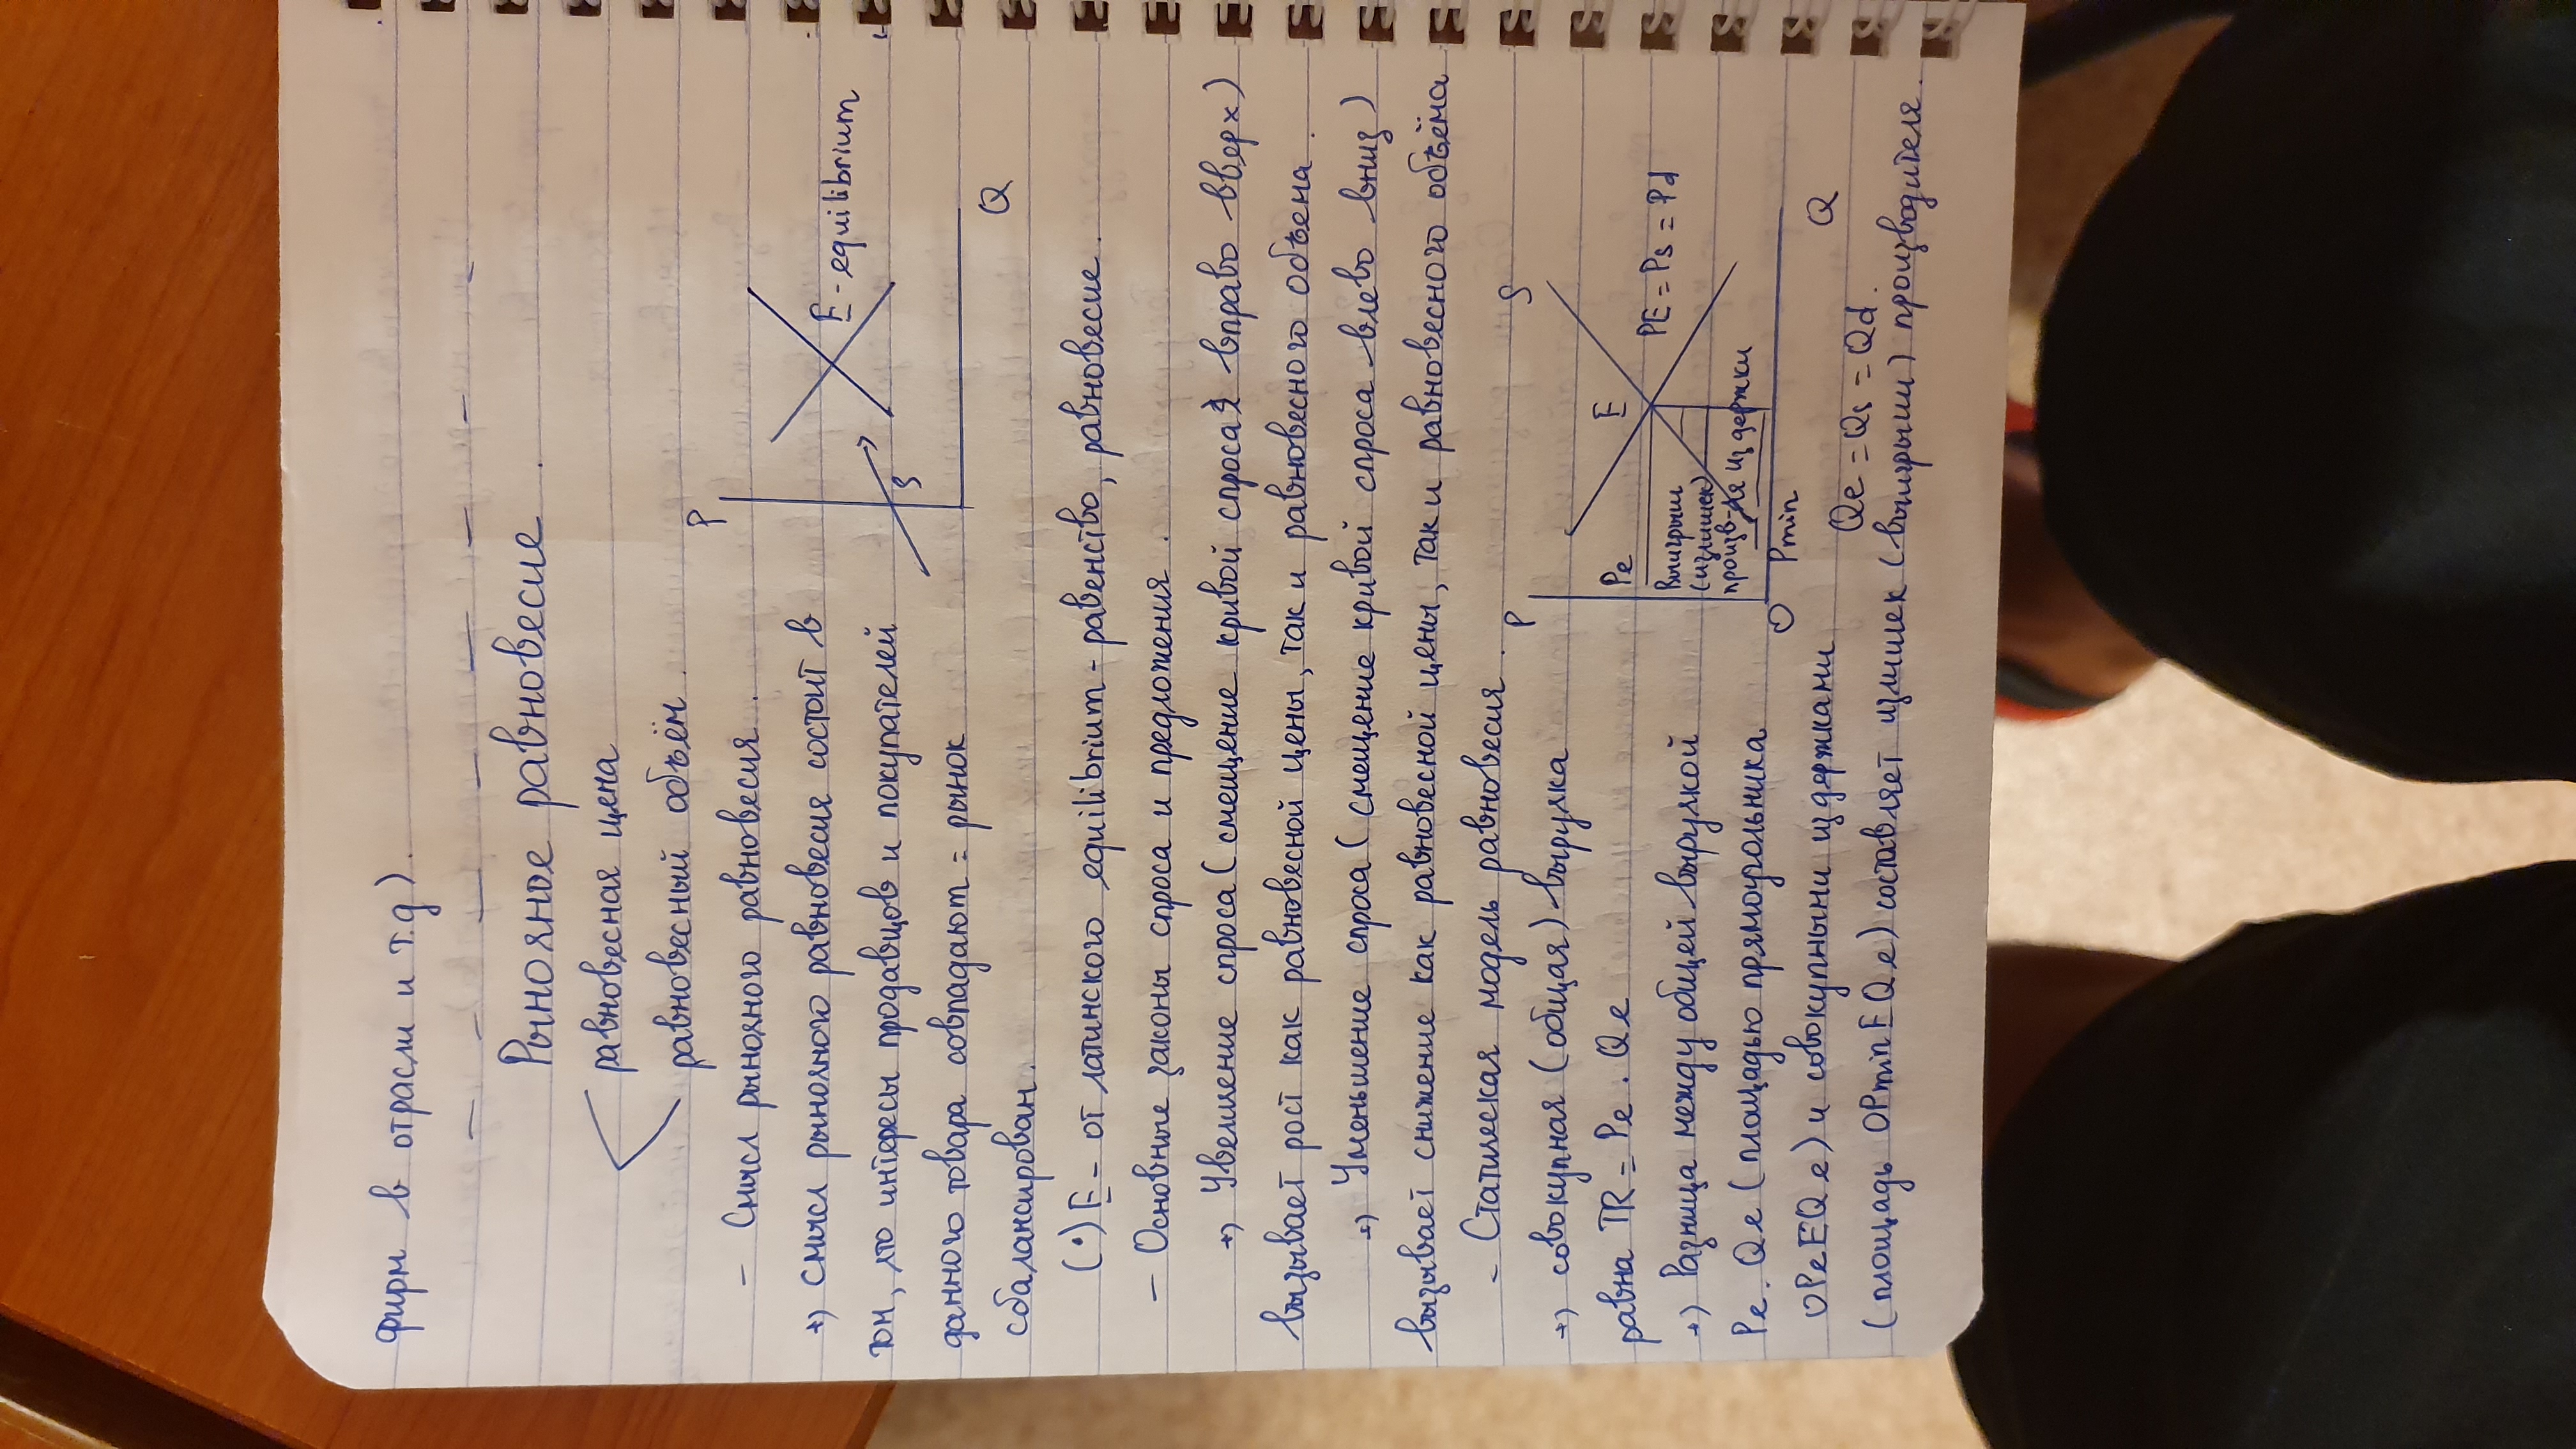 фирм в отрасли и т.д).
Рыночное равновесие.
равновесная цена
равновесный объём.
- Смысл рыночного равновесия.
→) смысл рыночного равновесия состоит в
том, что интересы продавцов и покупателей
данного товара совпадают = рынок
сбалансирован.
P
E - equilibrium
S
Q
(•) E - от латинского equilibrium - равенство, равновесие.
- Основные законы спроса и предложения.
→) Увеличение спроса (смещение кривой спроса вправо вверх)
вызывает рост как равновесной цены, так и равновесного объема.
→) Уменьшение спроса (смещение кривой спроса влево вниз)
вызывает снижение как равновесной цены, так и равновесного объёма
- Статическая модель равновесия.
→) совокупная (общая) выручка
равна TR = Pe . Qe
→) Разница между общей выручкой
Pe . Qe (площадью прямоугольника
OPeEQe) и совокупными издержками
(площадь OPminEQe) составляет излишек (выигрыш) производителя.
P
S
E
Pe
PE = Ps = Pd
Выигрыш
(излишек)
произв-ля издержки
O
Pmin
Q
Qe = Qs = Qd.